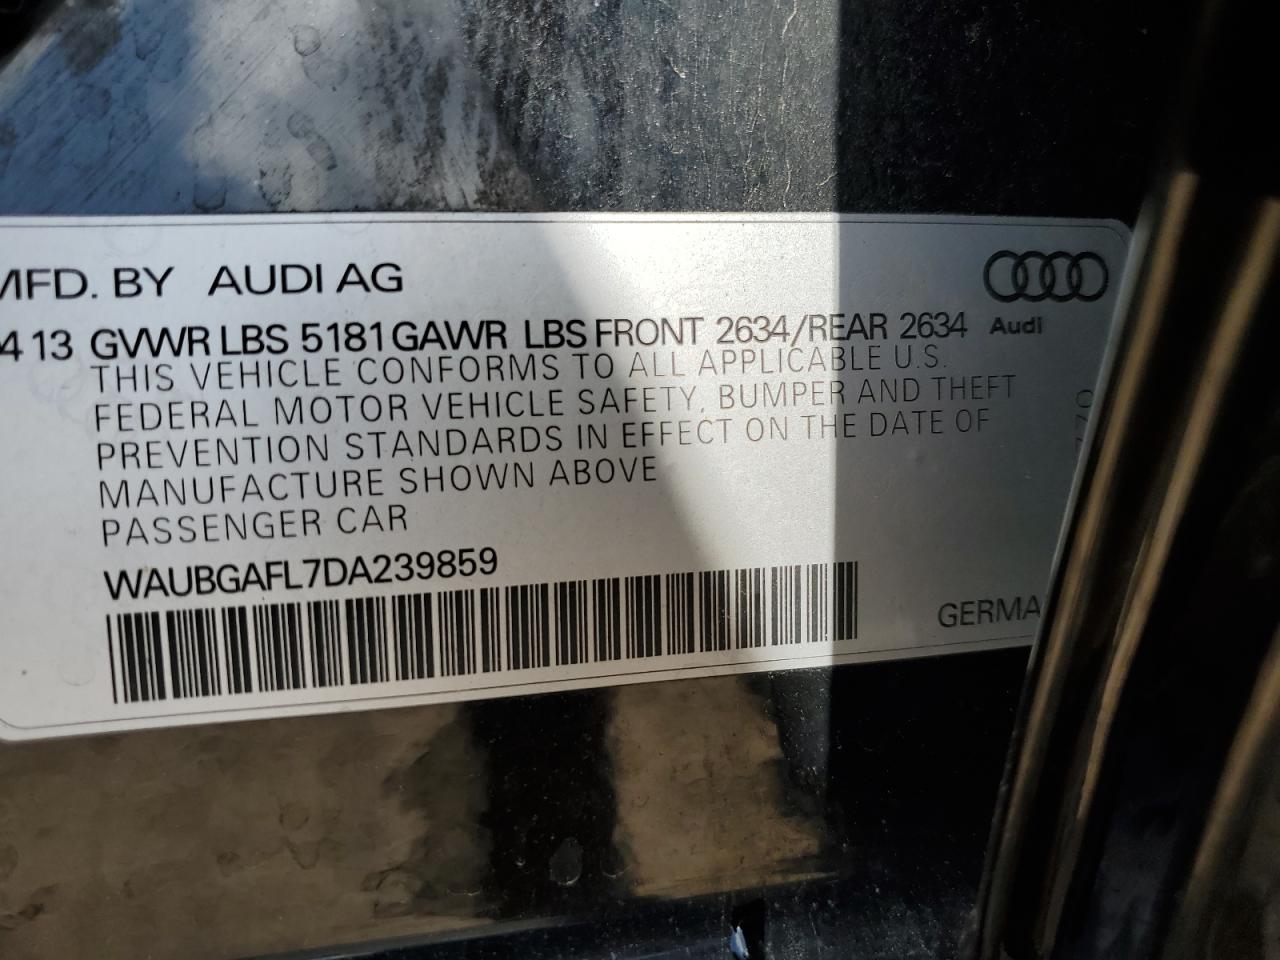 MFD. BY AUDI AG
413 GVWR LBS 5181 GAWR LBS FRONT 2634/REAR 2634 Audi
THIS VEHICLE CONFORMS TO ALL APPLICABLE U.S.
FEDERAL MOTOR VEHICLE SAFETY, BUMPER AND THEFT
PREVENTION STANDARDS IN EFFECT ON THE DATE OF
MANUFACTURE SHOWN ABOVE
PASSENGER CAR
WAUBGAFL7DA239859
GERMA